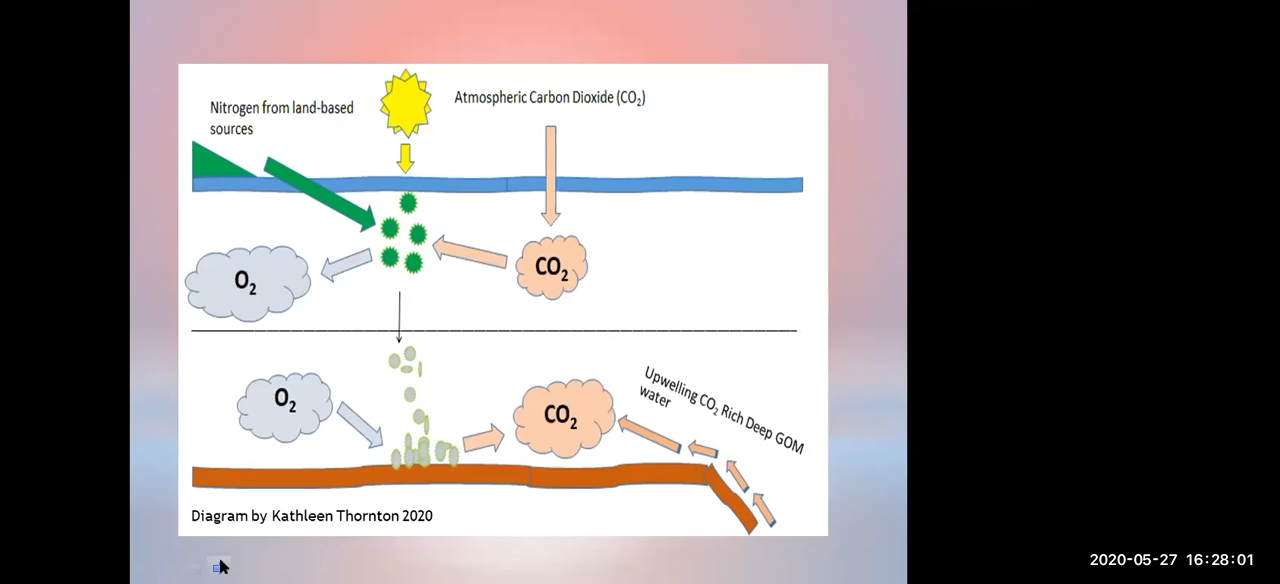 Nitrogen from land-based
sources
Atmospheric Carbon Dioxide (CO₂)
O₂
CO₂
O₂
CO₂
Upwelling CO₂ Rich Deep GOM
water
Diagram by Kathleen Thornton 2020
2020-05-27 16:28:01